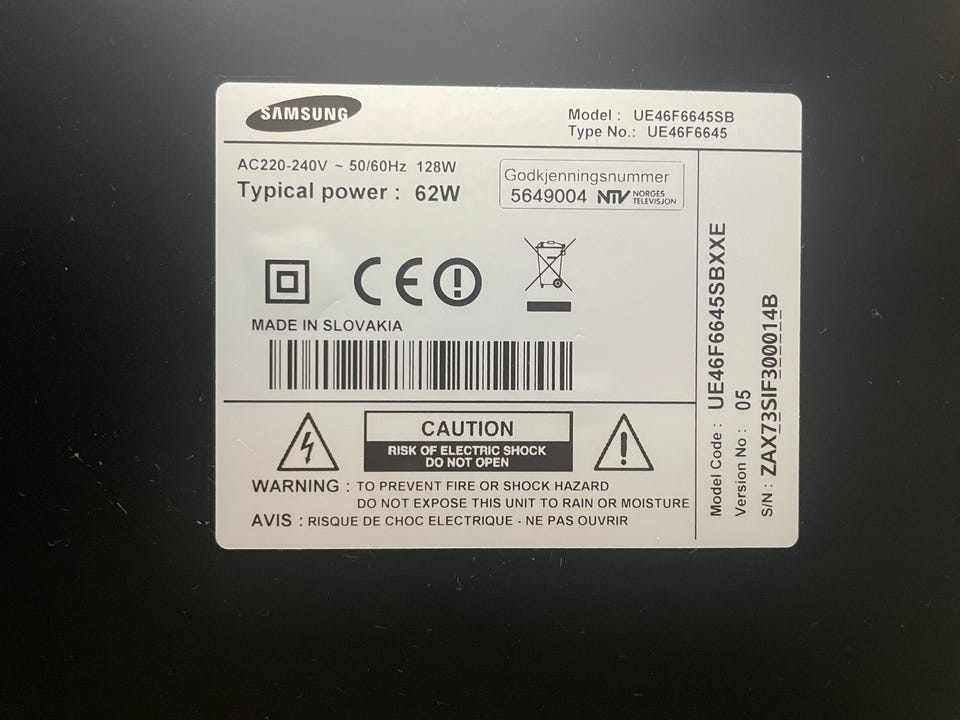 SAMSUNG
Model : UE46F6645SB
Type No.: UE46F6645
AC220-240V ~ 50/60Hz 128W
Typical power : 62W
Godkjenningsnummer
5649004 NTV NORGES TELEVISJON
CE
MADE IN SLOVAKIA
CAUTION
RISK OF ELECTRIC SHOCK
DO NOT OPEN
WARNING : TO PREVENT FIRE OR SHOCK HAZARD
DO NOT EXPOSE THIS UNIT TO RAIN OR MOISTURE
AVIS : RISQUE DE CHOC ELECTRIQUE - NE PAS OUVRIR
Model Code : UE46F6645SBXXE
Version No : 05
S/N : ZAX73SIF300014B